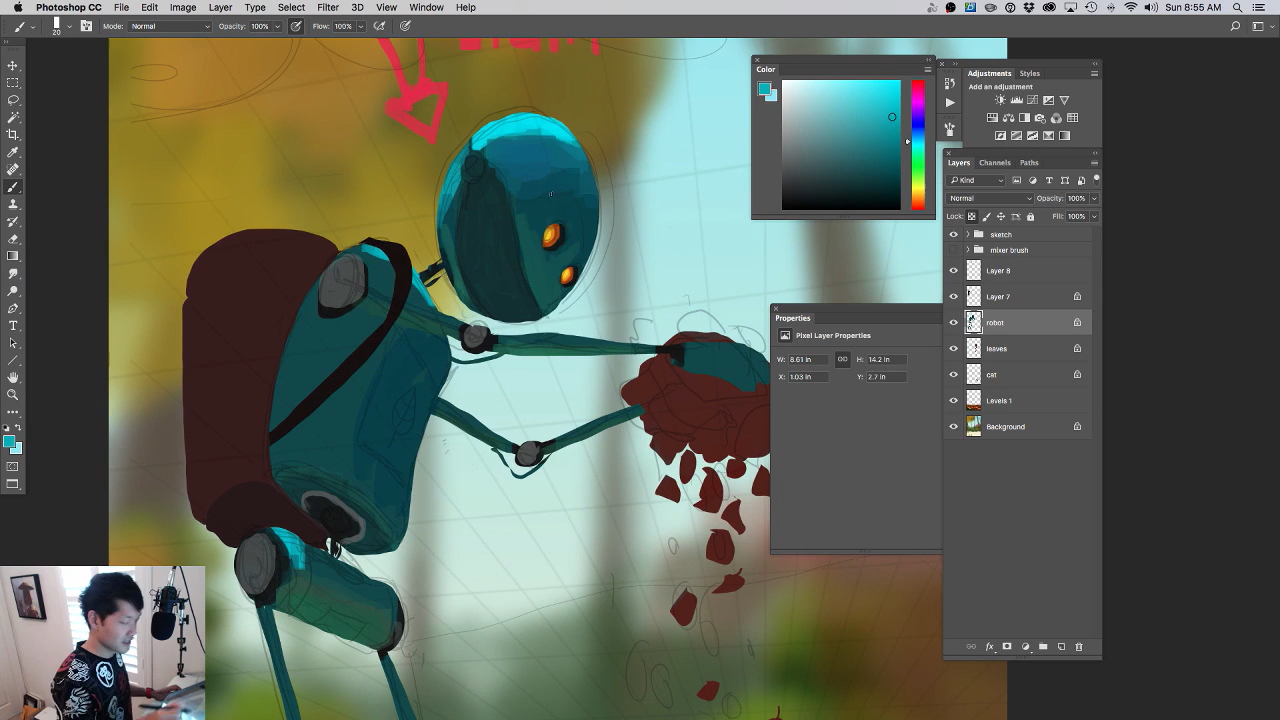 Photoshop CC File Edit Image Layer Type Select Filter 3D View Window Help Sun 8:55 AM
Mode: Normal Opacity: 100% Flow: 100%
20
Color
Adjustments Styles
Add an adjustment
Layers Channels Paths
Kind
Normal Opacity: 100%
Lock: Fill: 100%
sketch
mixer brush
Layer 8
Layer 7
robot
leaves
cat
Levels 1
Background
Properties
Pixel Layer Properties
W: 8.61 in H: 14.2 in
X: 1.03 in Y: 2.7 in
fx